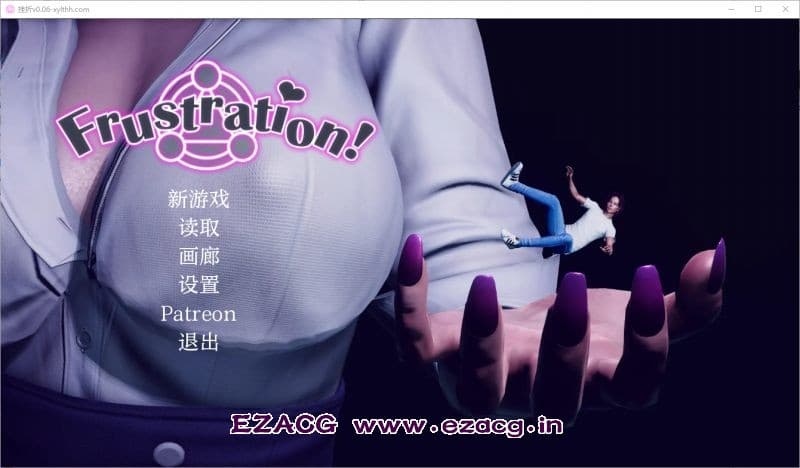 挫折v0.06-xylthh.com
Frustration!
新游戏
读取
画廊
设置
Patreon
退出
EZACG www.ezacg.in